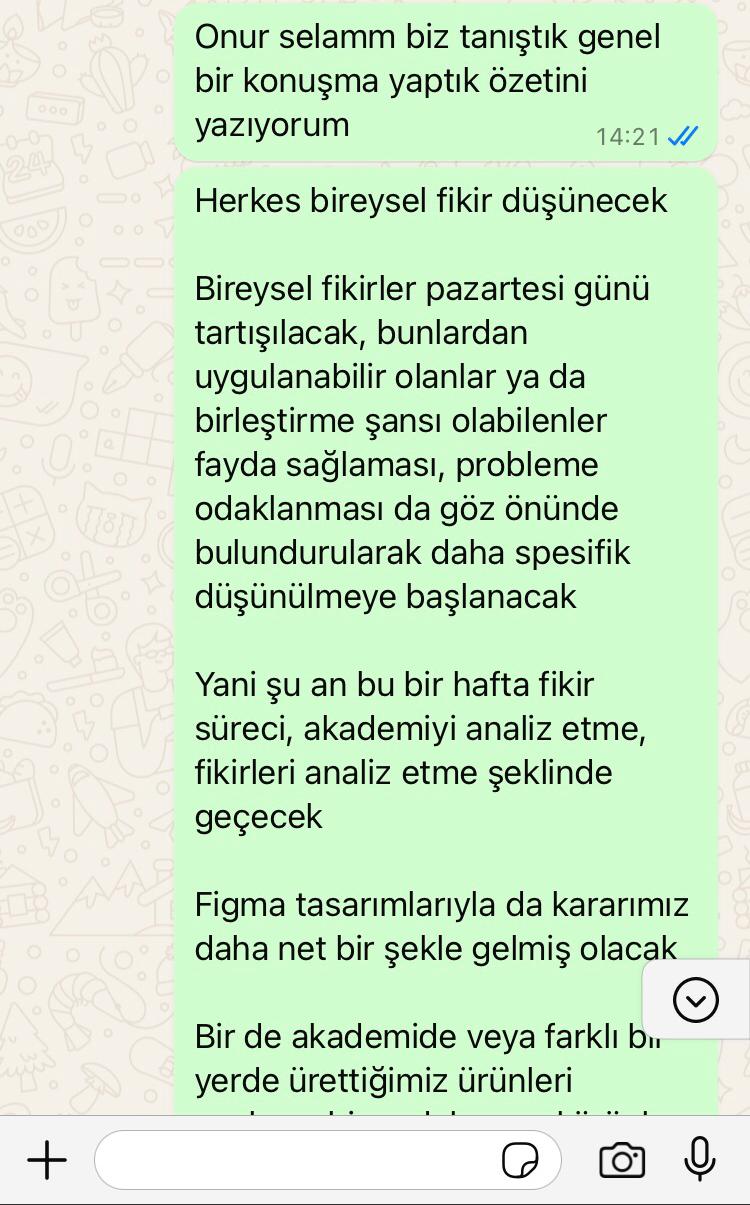 Onur selamm biz tanıştık genel
bir konuşma yaptık özetini
yazıyorum
14:21
Herkes bireysel fikir düşünecek
Bireysel fikirler pazartesi günü
tartışılacak, bunlardan
uygulanabilir olanlar ya da
birleştirme şansı olabilenler
fayda sağlaması, probleme
odaklanması da göz önünde
bulundurularak daha spesifik
düşünülmeye başlanacak
Yani şu an bu bir hafta fikir
süreci, akademiyi analiz etme,
fikirleri analiz etme şeklinde
geçecek
Figma tasarımlarıyla da kararımız
daha net bir şekle gelmiş olacak
Bir de akademide veya farklı bir
yerde ürettiğimiz ürünleri